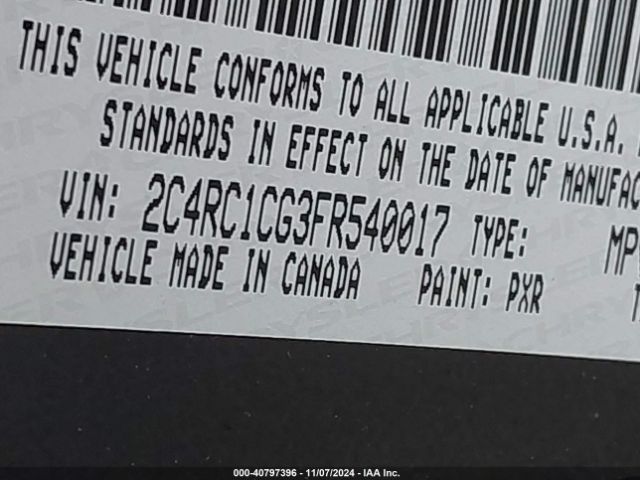 THIS VEHICLE CONFORMS TO ALL APPLICABLE U.S.A.
STANDARDS IN EFFECT ON THE DATE OF MANUFAC
VIN: 2C4RC1CG3FR540017 TYPE: MPV
VEHICLE MADE IN CANADA PAINT: PXR
000-40797396 - 11/07/2024 - IAA Inc.